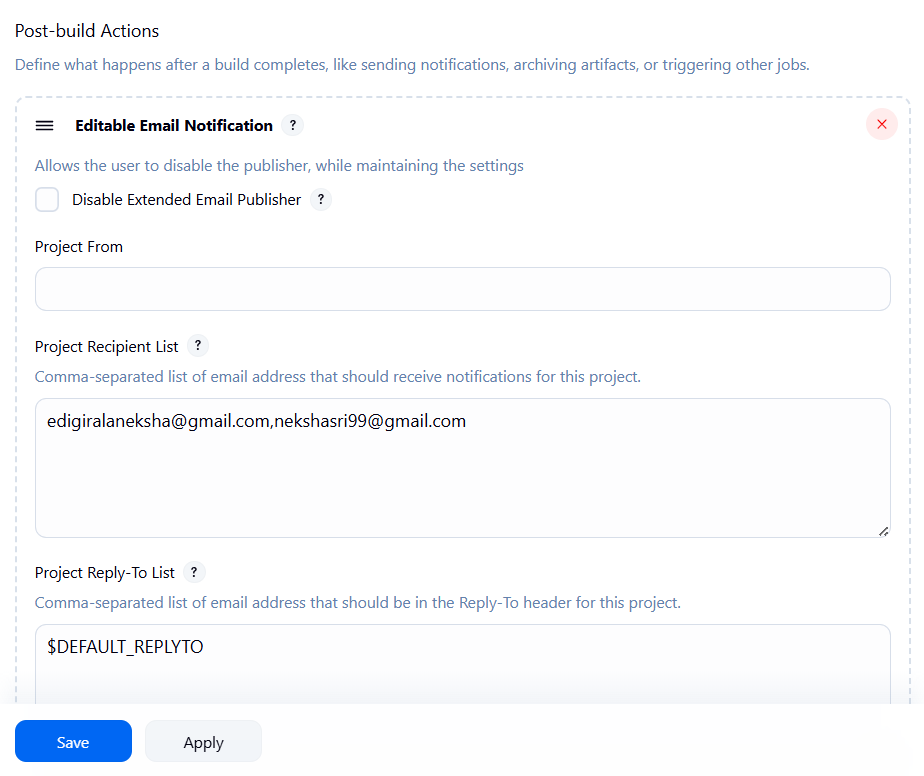 Post-build Actions
Define what happens after a build completes, like sending notifications, archiving artifacts, or triggering other jobs.
Editable Email Notification ?
Allows the user to disable the publisher, while maintaining the settings
Disable Extended Email Publisher ?
Project From
Project Recipient List ?
Comma-separated list of email address that should receive notifications for this project.
edigiralaneksha@gmail.com,nekshasri99@gmail.com
Project Reply-To List ?
Comma-separated list of email address that should be in the Reply-To header for this project.
$DEFAULT_REPLYTO
Save Apply